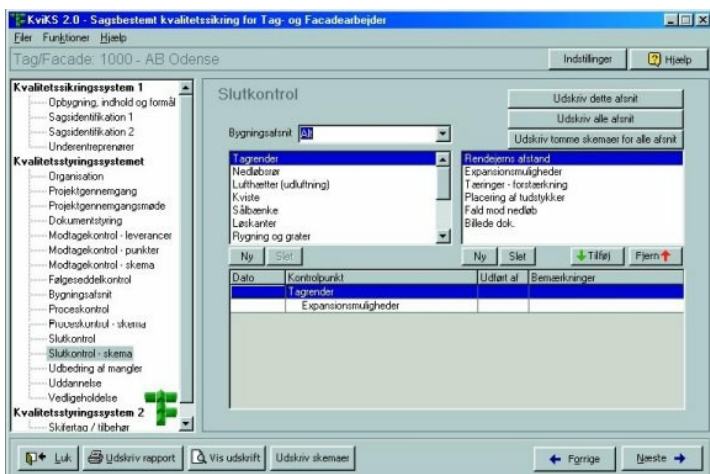 KviKS 2.0 - Sagsbestemt kvalitetssikring for Tag- og Facadearbejder
Filer Funktioner Hjælp
Tag/Facade: 1000 - AB Odense
Indstillinger
Hjælp
Kvalitetssikringssystem 1
Opbygning, indhold og formål
Sagsidentifikation 1
Sagsidentifikation 2
Underentreprenører
Kvalitetsstyringssystemet
Organisation
Projektgennemgang
Projektgennemgangsmøde
Dokumentstyring
Modtagekontrol - leverancer
Modtagekontrol - punkter
Modtagekontrol - skema
Følgeseddelkontrol
Bygningsafsnit
Proceskontrol
Proceskontrol - skema
Slutkontrol
Slutkontrol - skema
Udbedring af mangler
Uddannelse
Vedligeholdelse
Kvalitetsstyringssystem 2
Skifertag / tilbehør
Slutkontrol
Udskriv dette afsnit
Udskriv alle afsnit
Udskriv tomme skemaer for alle afsnit
Bygningsafsnit Alt
Tagrender
Nedløbsrør
Lufthætter (udluftning)
Kviste
Sålbænke
Løskanter
Rygning og grater
Rendejerns afstand
Expansionsmuligheder
Tæringer - forstærkning
Placering af tudstykker
Fald mod nedløb
Billede dok.
Ny Slet
Ny Slet Tilføj Fjern
Dato Kontrolpunkt Udført af Bemærkninger
Tagrender
Expansionsmuligheder
Luk Udskriv rapport Vis udskrift Udskriv skemaer Forrige Næste